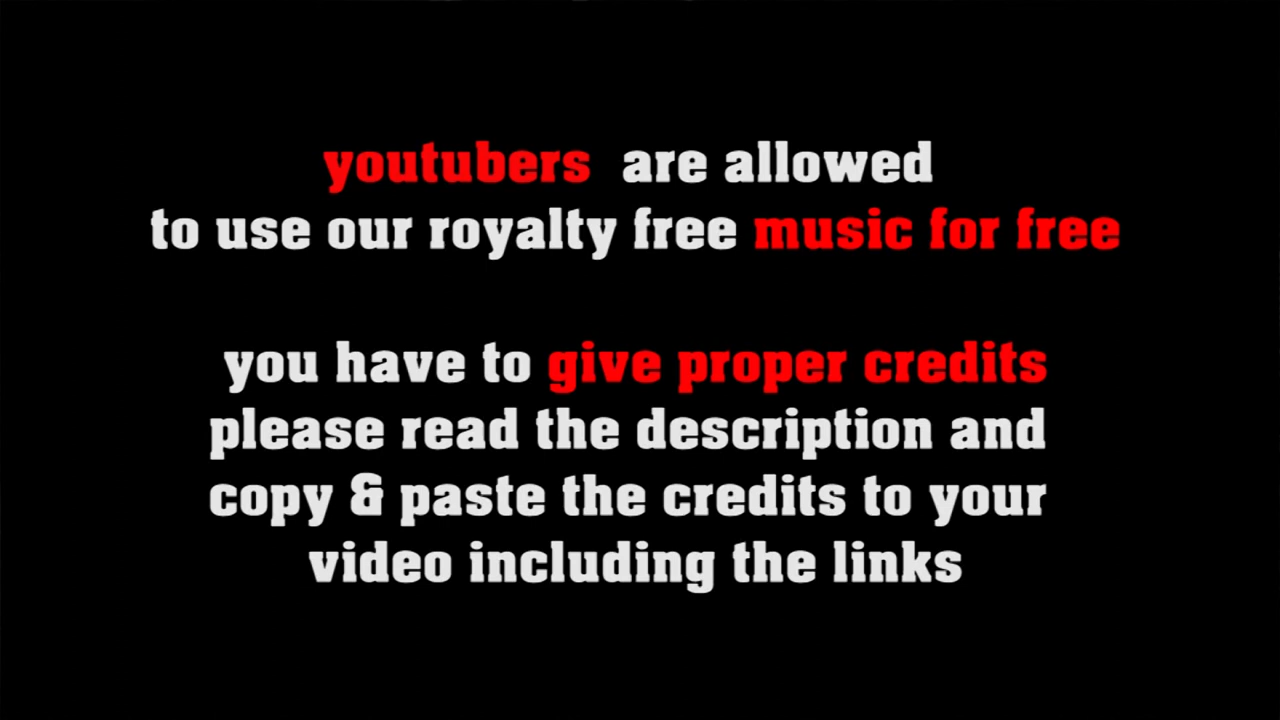 youtubers are allowed
to use our royalty free music for free
you have to give proper credits
please read the description and
copy & paste the credits to your
video including the links